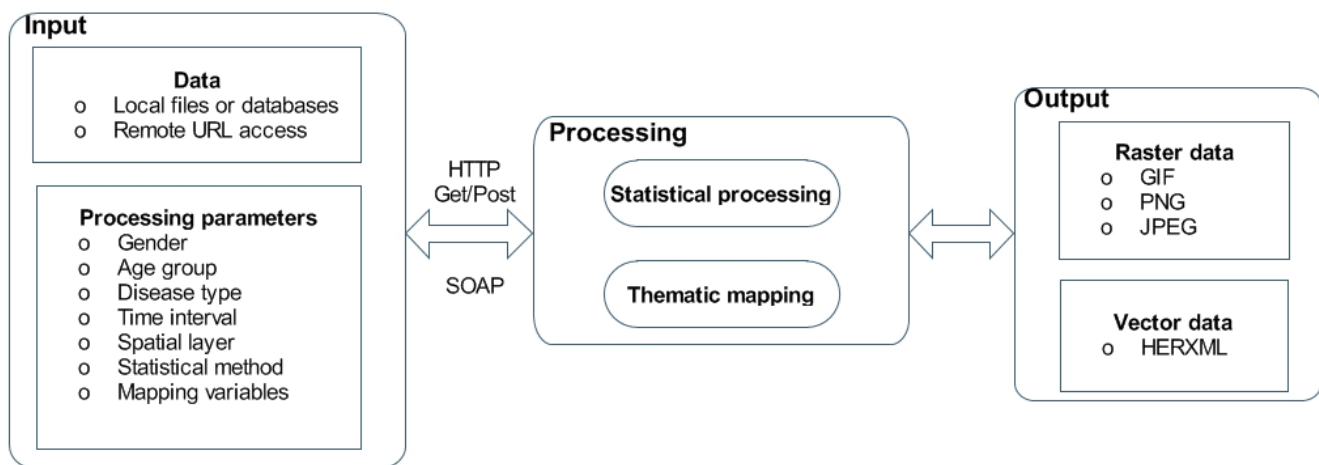 Input
Data
o Local files or databases
o Remote URL access
Processing parameters
o Gender
o Age group
o Disease type
o Time interval
o Spatial layer
o Statistical method
o Mapping variables
HTTP
Get/Post
SOAP
Processing
Statistical processing
Thematic mapping
Output
Raster data
o GIF
o PNG
o JPEG
Vector data
o HERXML